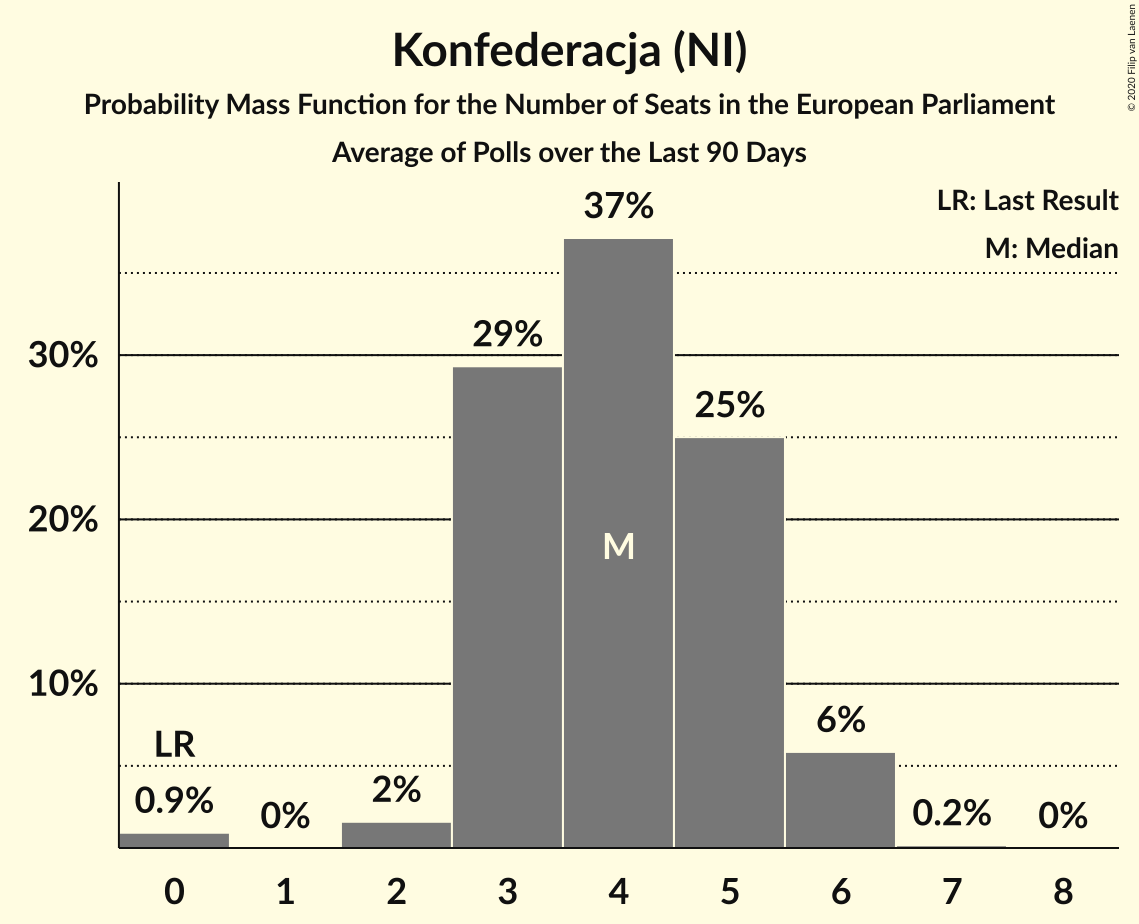 Konfederacja (NI)
Probability Mass Function for the Number of Seats in the European Parliament
Average of Polls over the Last 90 Days
© 2020 Filip van Laenen
LR: Last Result
M: Median
37%
29%
30%
25%
20%
M
10%
6%
LR
0.9%
0%
2%
0.2%
0%
0 1 2 3 4 5 6 7 8